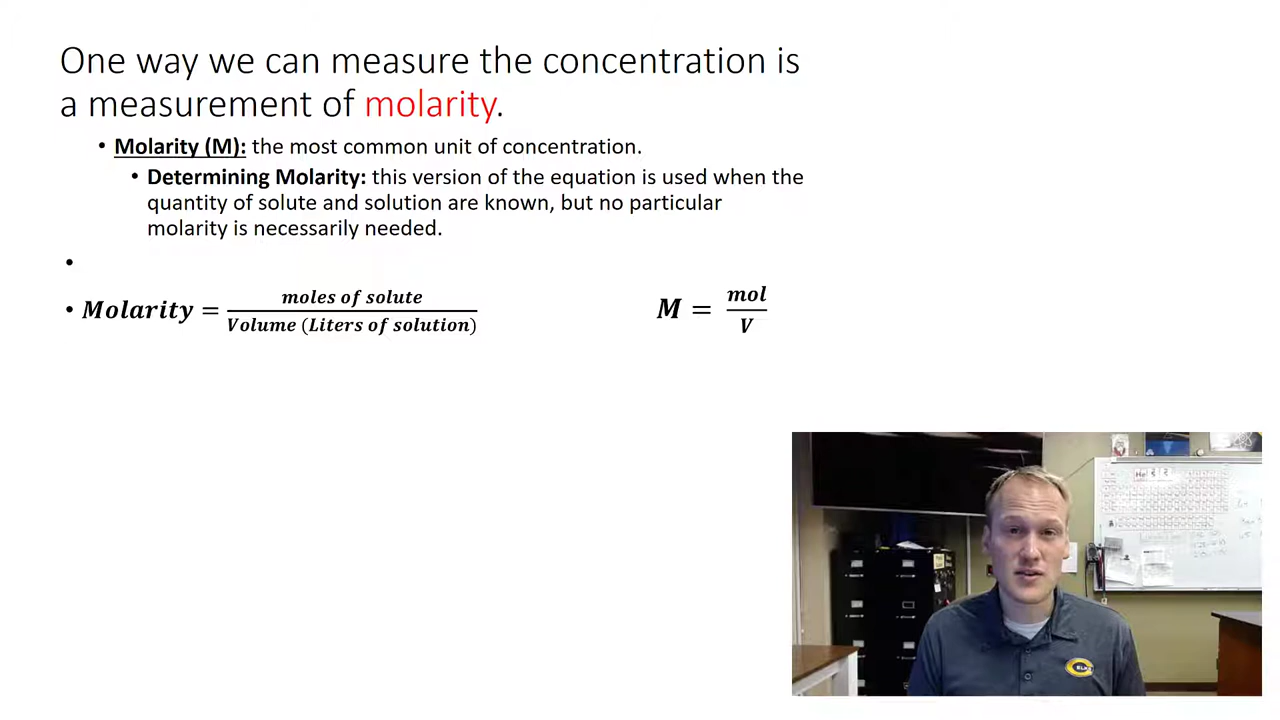 One way we can measure the concentration is
a measurement of molarity.
• Molarity (M): the most common unit of concentration.
• Determining Molarity: this version of the equation is used when the
quantity of solute and solution are known, but no particular
molarity is necessarily needed.
•
• Molarity = moles of solute / Volume (Liters of solution)
M = mol / V
He
ELKS